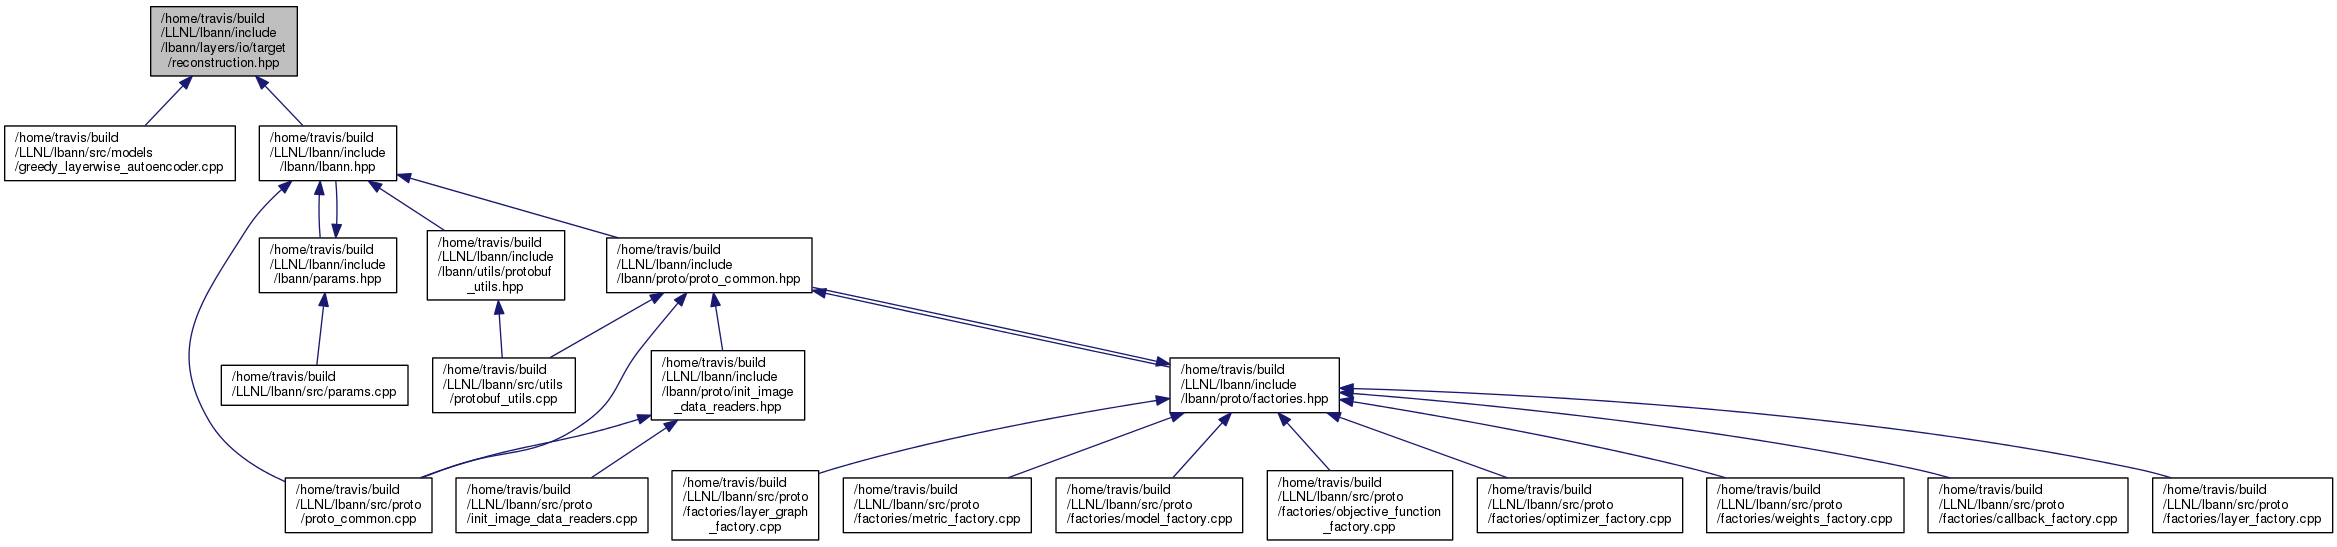 /home/travis/build
/LLNL/lbann/include
/lbann/layers/io/target
/reconstruction.hpp
/home/travis/build
/LLNL/lbann/src/models
/greedy_layerwise_autoencoder.cpp
/home/travis/build
/LLNL/lbann/include
/lbann/lbann.hpp
/home/travis/build
/LLNL/lbann/include
/lbann/params.hpp
/home/travis/build
/LLNL/lbann/include
/lbann/utils/protobuf
_utils.hpp
/home/travis/build
/LLNL/lbann/include
/lbann/proto/proto_common.hpp
/home/travis/build
/LLNL/lbann/src/params.cpp
/home/travis/build
/LLNL/lbann/src/utils
/protobuf_utils.cpp
/home/travis/build
/LLNL/lbann/include
/lbann/proto/init_image
_data_readers.hpp
/home/travis/build
/LLNL/lbann/include
/lbann/proto/factories.hpp
/home/travis/build
/LLNL/lbann/src/proto
/proto_common.cpp
/home/travis/build
/LLNL/lbann/src/proto
/init_image_data_readers.cpp
/home/travis/build
/LLNL/lbann/src/proto
/factories/layer_graph
_factory.cpp
/home/travis/build
/LLNL/lbann/src/proto
/factories/metric_factory.cpp
/home/travis/build
/LLNL/lbann/src/proto
/factories/model_factory.cpp
/home/travis/build
/LLNL/lbann/src/proto
/factories/objective_function
_factory.cpp
/home/travis/build
/LLNL/lbann/src/proto
/factories/optimizer_factory.cpp
/home/travis/build
/LLNL/lbann/src/proto
/factories/weights_factory.cpp
/home/travis/build
/LLNL/lbann/src/proto
/factories/callback_factory.cpp
/home/travis/build
/LLNL/lbann/src/proto
/factories/layer_factory.cpp